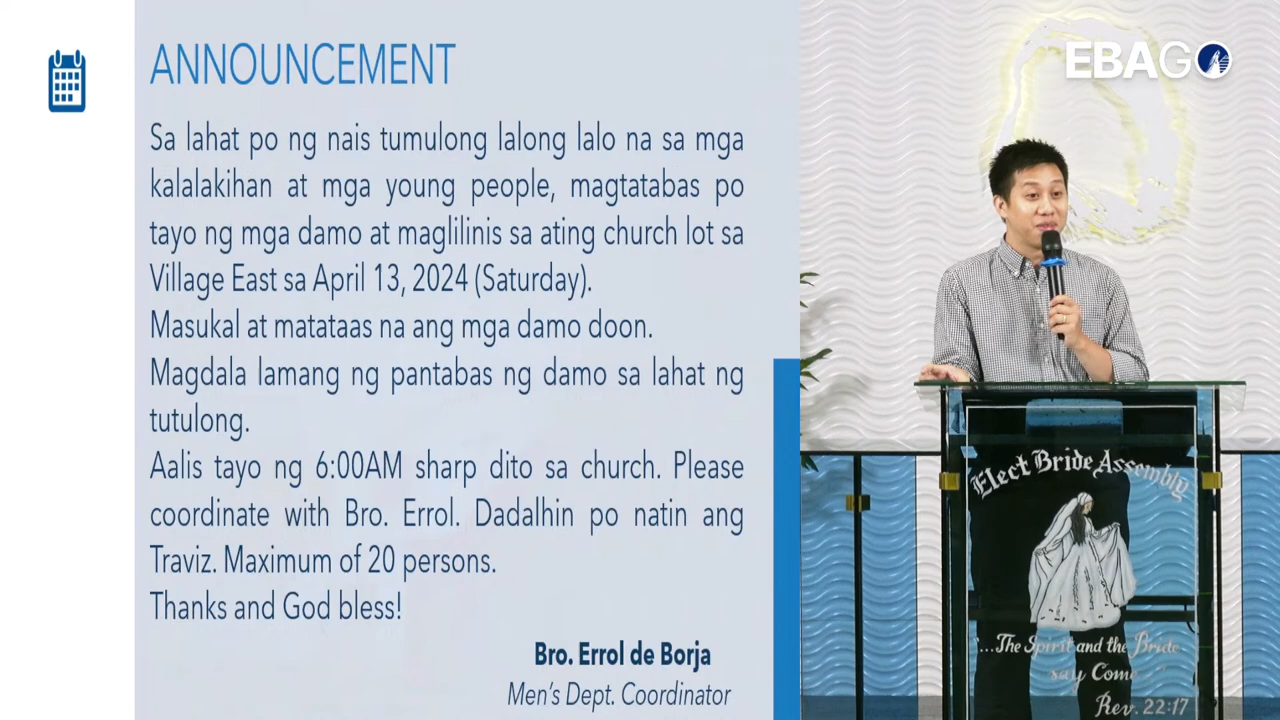 ANNOUNCEMENT
Sa lahat po ng nais tumulong lalong lalo na sa mga
kalalakihan at mga young people, magtatabas po
tayo ng mga damo at maglilinis sa ating church lot sa
Village East sa April 13, 2024 (Saturday).
Masukal at matataas na ang mga damo doon.
Magdala lamang ng pantabas ng damo sa lahat ng
tutulong.
Aalis tayo ng 6:00AM sharp dito sa church. Please
coordinate with Bro. Errol. Dadalhin po natin ang
Traviz. Maximum of 20 persons.
Thanks and God bless!
Bro. Errol de Borja
Men's Dept. Coordinator
EBAGO
Elect Bride Assembly
"...The Spirit and the Bride
say Come"
Rev. 22:17